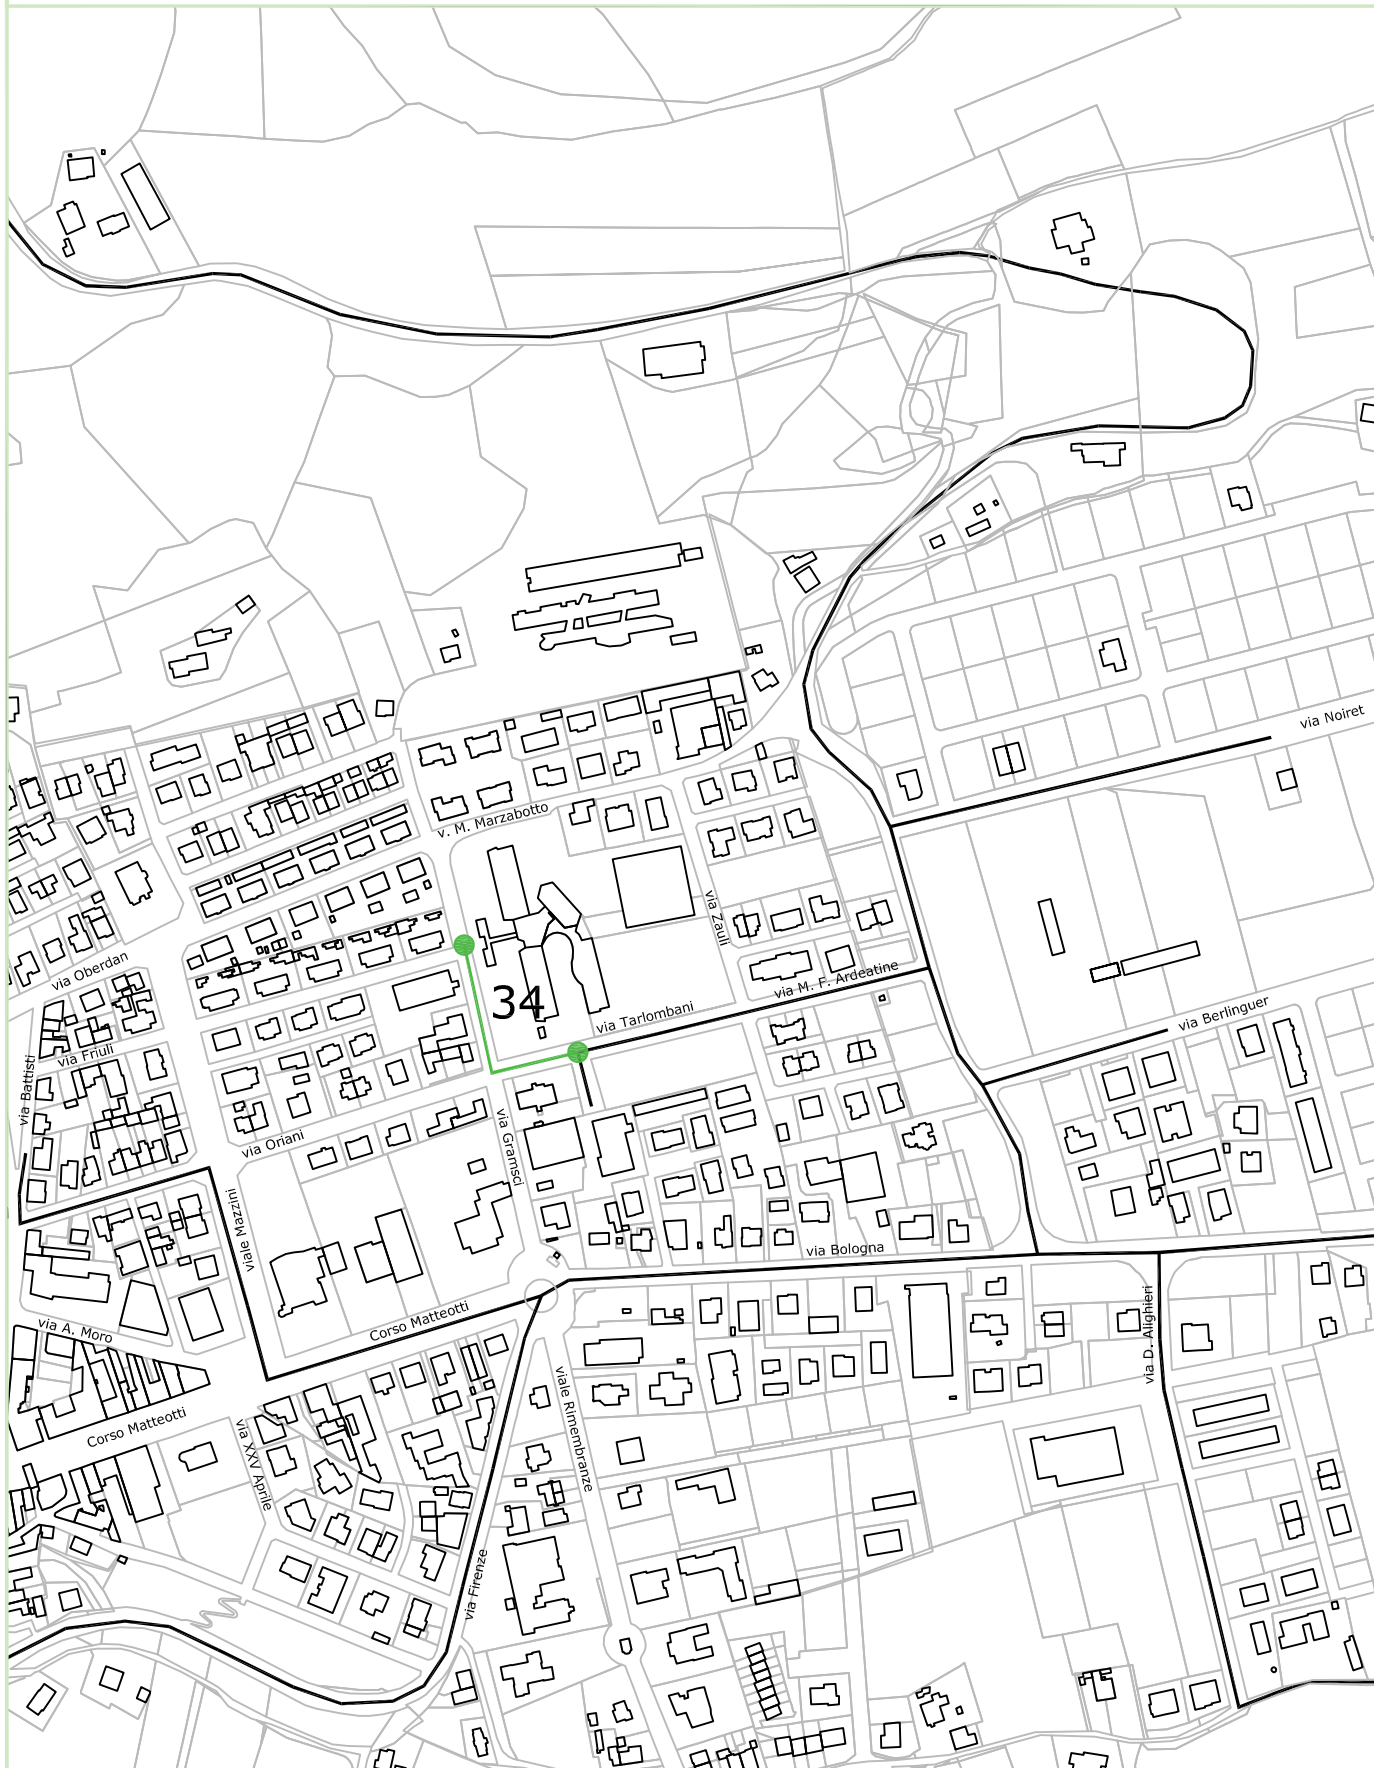 via Noiret
v. M. Marzabotto
via Zauli
via Oberdan
via M. F. Ardeatine
34
via Tarlombani
via Berlinguer
via Friuli
via Battisti
via Oriani
via Gramsci
viale Mazzini
via Bologna
Corso Matteotti
via A. Moro
via D. Alighieri
viale Rimembranze
Corso Matteotti
via XXV Aprile
via Firenze